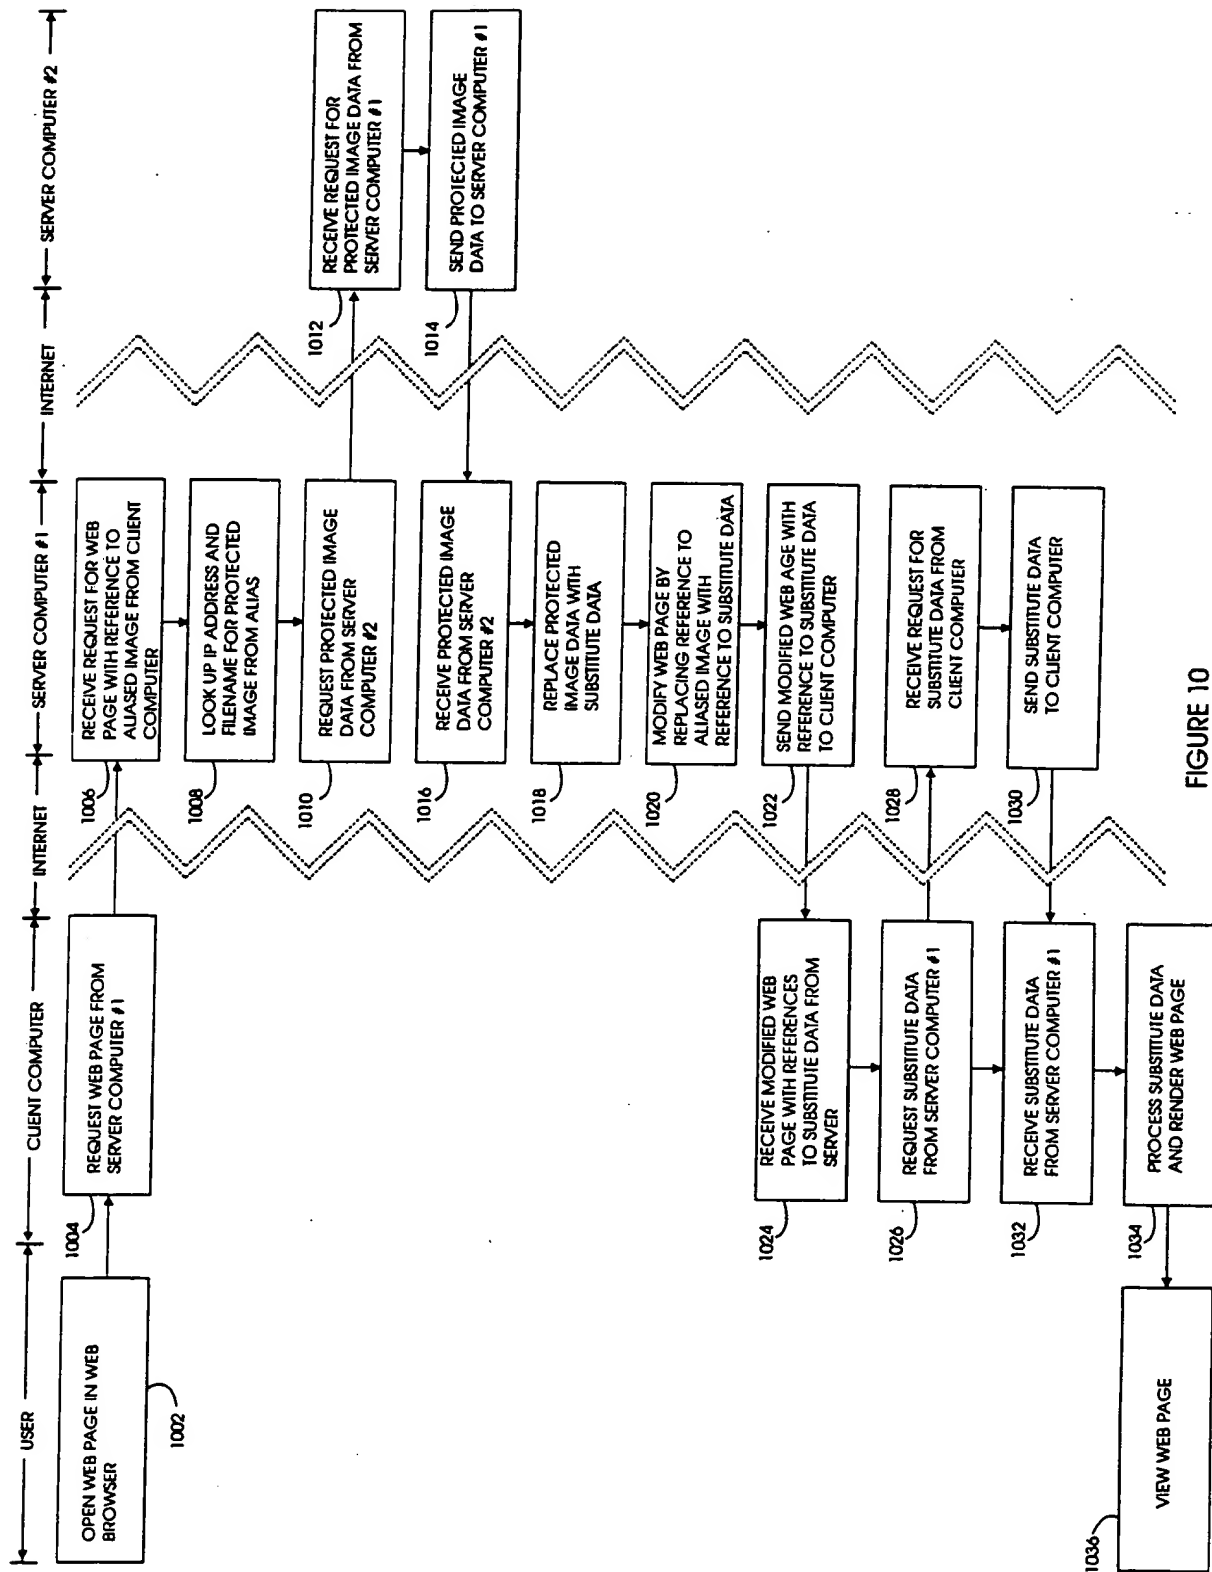 USER
CLIENT COMPUTER
INTERNET
SERVER COMPUTER #1
INTERNET
SERVER COMPUTER #2
OPEN WEB PAGE IN WEB
BROWSER
1002
1004
REQUEST WEB PAGE FROM
SERVER COMPUTER #1
1006
RECEIVE REQUEST FOR WEB
PAGE WITH REFERENCE TO
ALIASED IMAGE FROM CLIENT
COMPUTER
1008
LOOK UP IP ADDRESS AND
FILENAME FOR PROTECTED
IMAGE FROM ALIAS
1010
REQUEST PROTECTED IMAGE
DATA FROM SERVER
COMPUTER #2
1012
RECEIVE REQUEST FOR
PROTECTED IMAGE DATA FROM
SERVER COMPUTER #1
1014
SEND PROTECTED IMAGE
DATA TO SERVER COMPUTER #1
1016
RECEIVE PROTECTED IMAGE
DATA FROM SERVER
COMPUTER #2
1018
REPLACE PROTECTED
IMAGE DATA WITH
SUBSTITUTE DATA
1020
MODIFY WEB PAGE BY
REPLACING REFERENCE TO
ALIASED IMAGE WITH
REFERENCE TO SUBSTITUTE DATA
1022
SEND MODIFIED WEB AGE WITH
REFERENCE TO SUBSTITUTE DATA
TO CLIENT COMPUTER
1024
RECEIVE MODIFIED WEB
PAGE WITH REFERENCES
TO SUBSTITUTE DATA FROM
SERVER
1026
REQUEST SUBSTITUTE DATA
FROM SERVER COMPUTER #1
1028
RECEIVE REQUEST FOR
SUBSTITUTE DATA FROM
CLIENT COMPUTER
1030
SEND SUBSTITUTE DATA
TO CLIENT COMPUTER
1032
RECEIVE SUBSTITUTE DATA
FROM SERVER COMPUTER #1
1034
PROCESS SUBSTITUTE DATA
AND RENDER WEB PAGE
1036
VIEW WEB PAGE
FIGURE 10